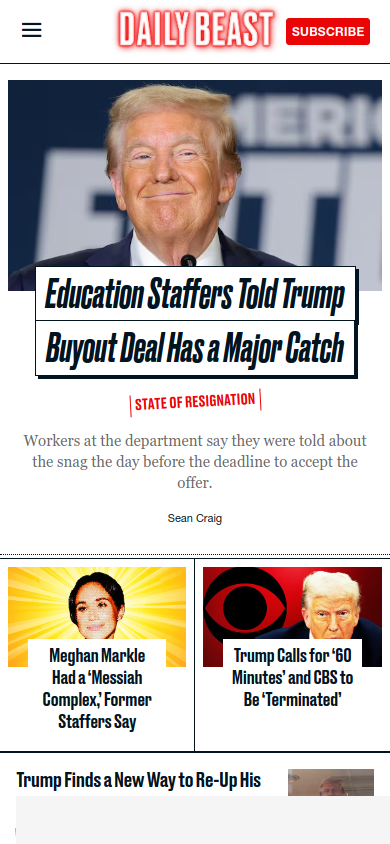 DAILY BEAST
SUBSCRIBE
Education Staffers Told Trump
Buyout Deal Has a Major Catch
STATE OF RESIGNATION
Workers at the department say they were told about
the snag the day before the deadline to accept the
offer.
Sean Craig
Meghan Markle
Had a ‘Messiah
Complex,’ Former
Staffers Say
Trump Calls for ‘60
Minutes’ and CBS to
Be ‘Terminated’
Trump Finds a New Way to Re-Up His